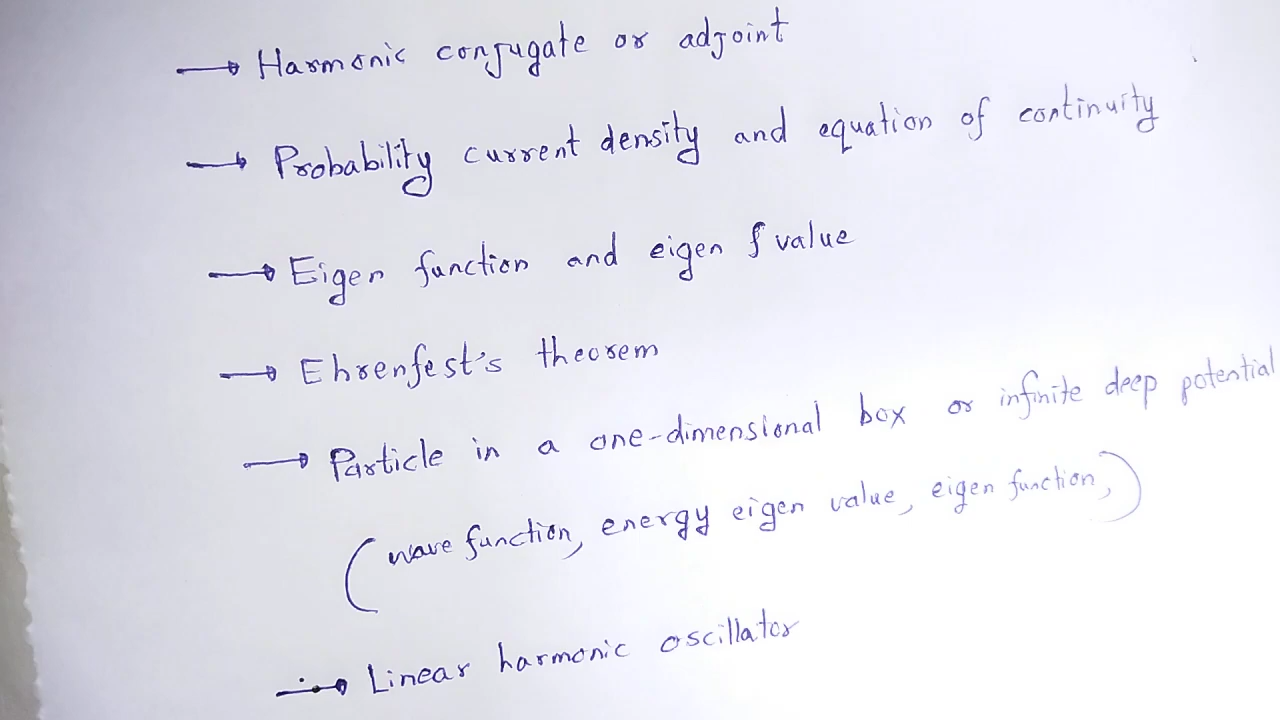 → Harmonic conjugate or adjoint
→ Probability current density and equation of continuity
→ Eigen function and eigen value
→ Ehrenfest's theorem
→ Particle in a one-dimensional box or infinite deep potential
(wave function, energy eigen value, eigen function,)
→ Linear harmonic oscillator